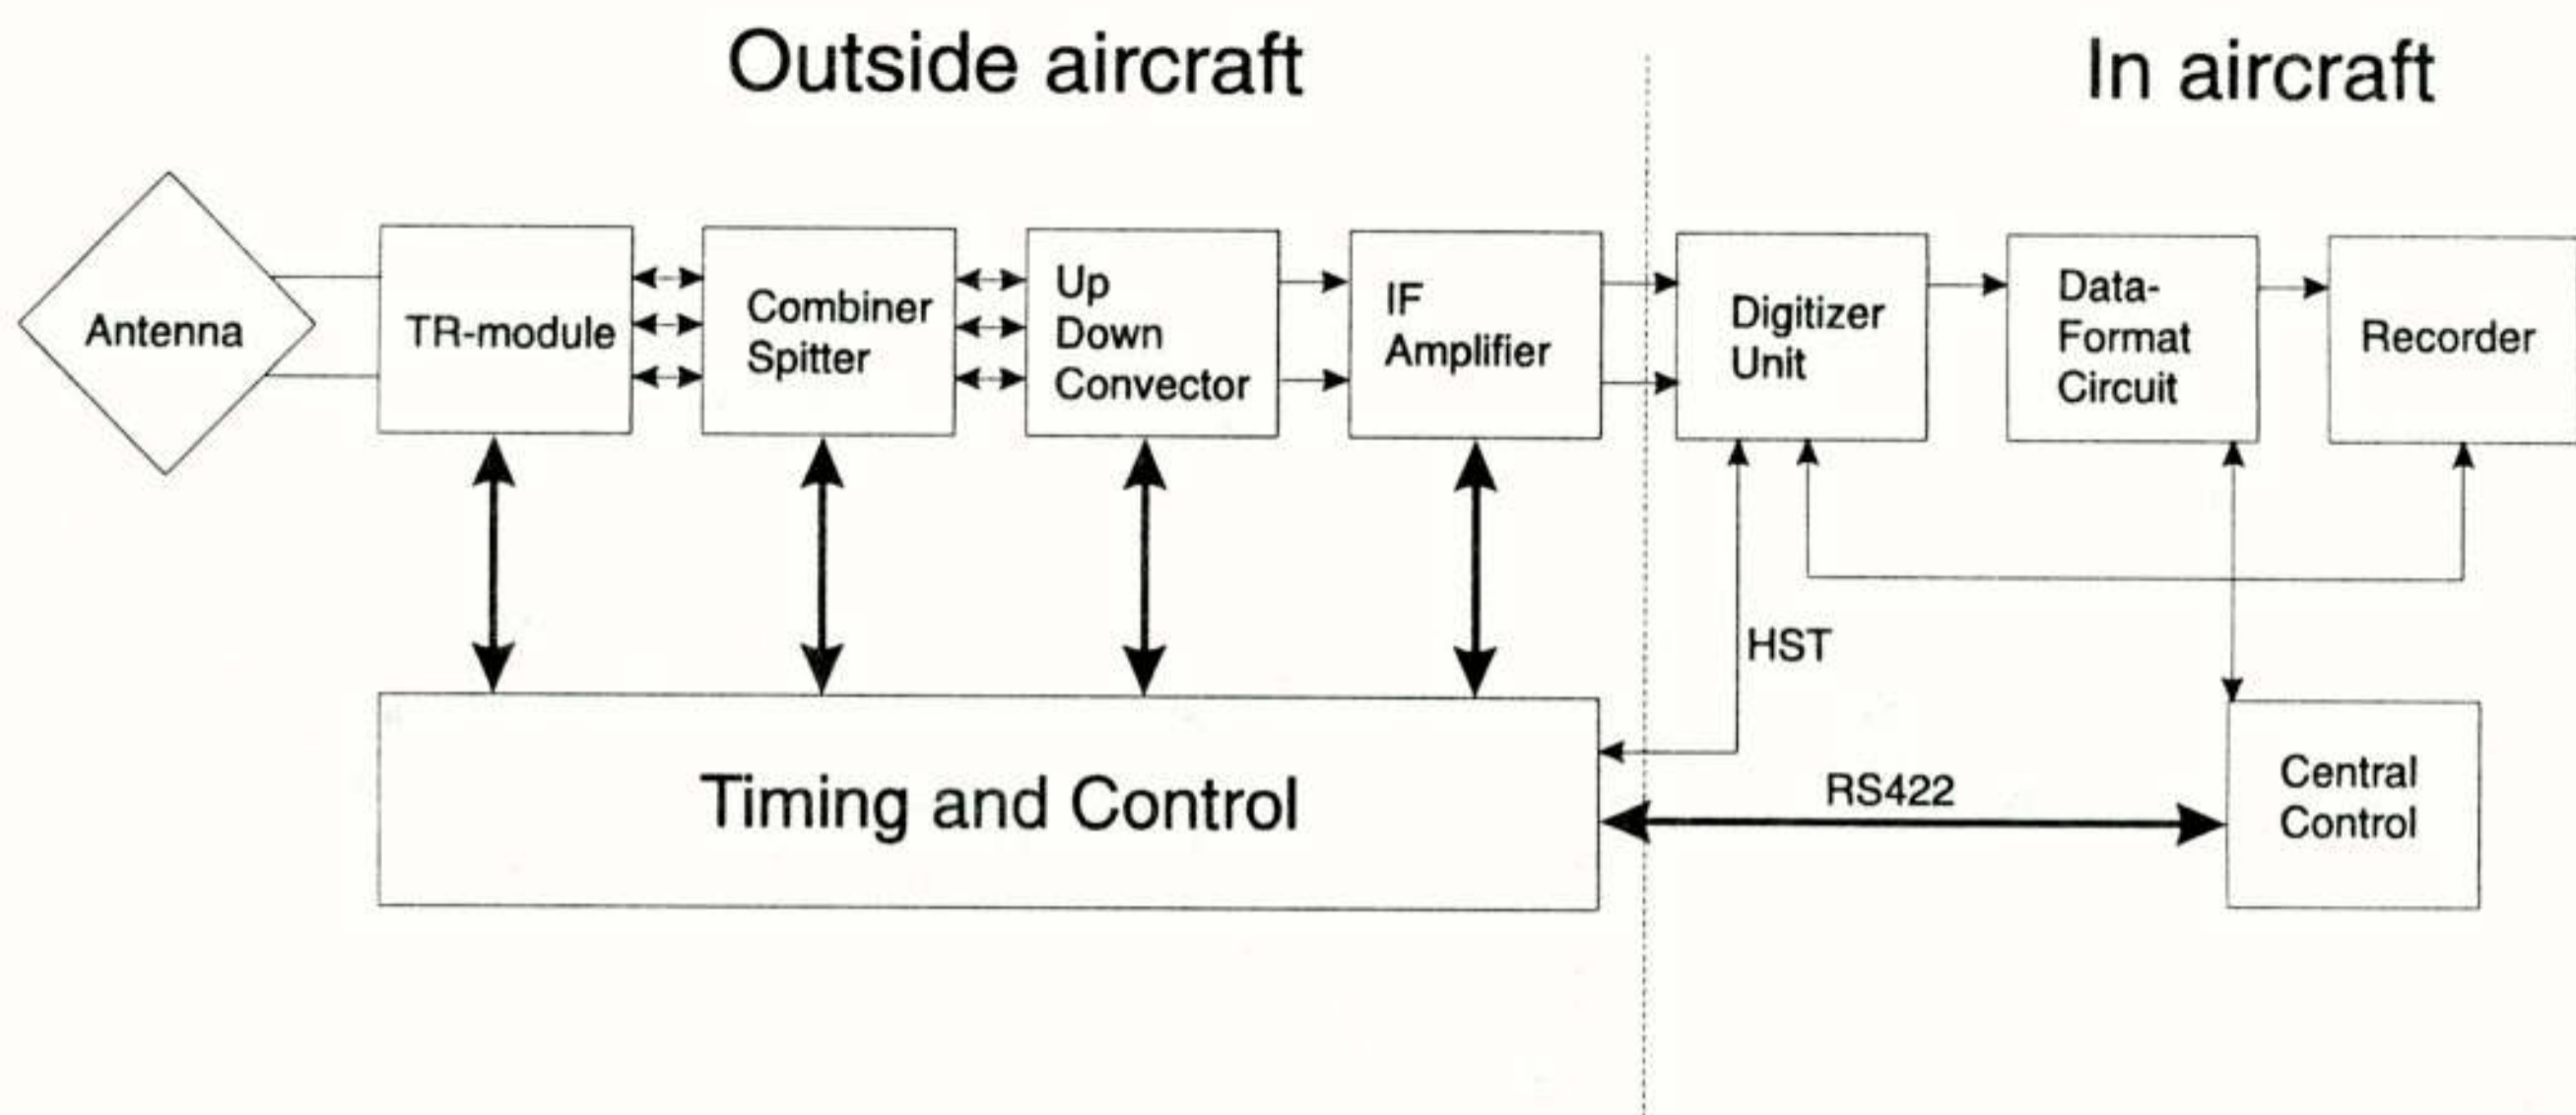 Outside aircraft
In aircraft
Antenna
TR-module
Combiner
Spitter
Up
Down
Convector
IF
Amplifier
Digitizer
Unit
Data-
Format
Circuit
Recorder
HST
Timing and Control
RS422
Central
Control